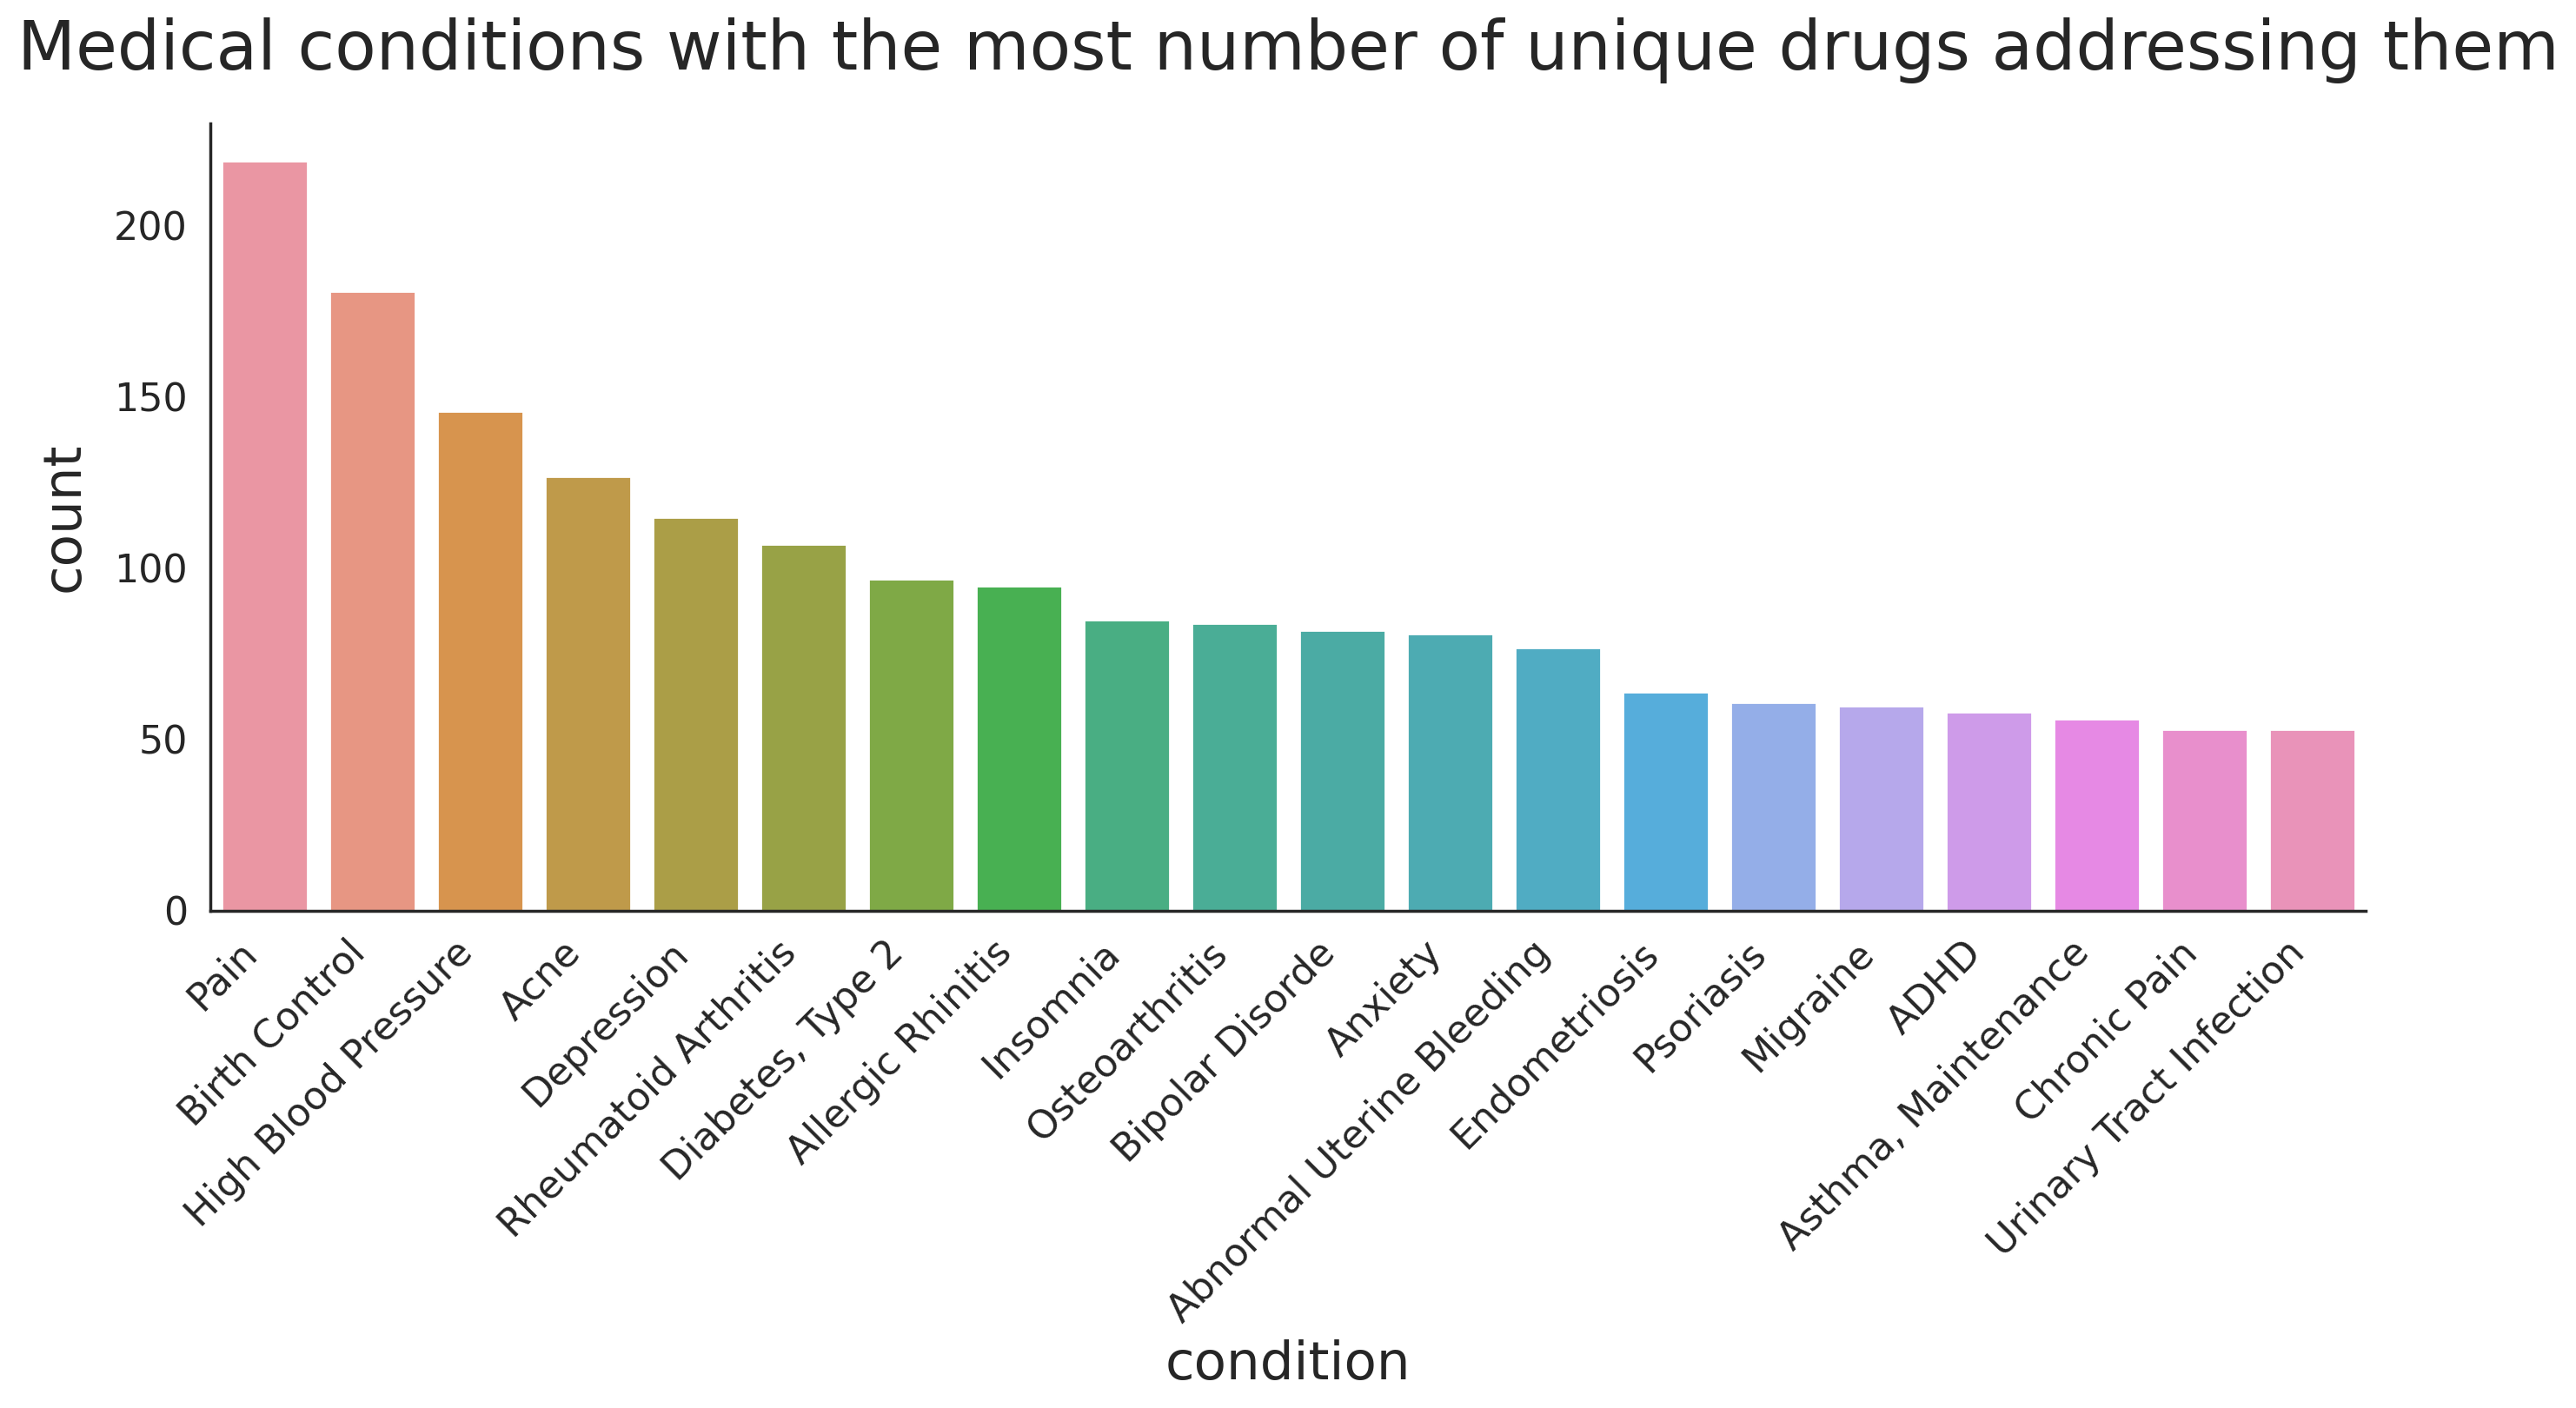 Medical conditions with the most number of unique drugs addressing them
count
200
150
100
50
0
Pain
Birth Control
High Blood Pressure
Acne
Depression
Rheumatoid Arthritis
Diabetes, Type 2
Allergic Rhinitis
Insomnia
Osteoarthritis
Bipolar Disorde
Anxiety
Abnormal Uterine Bleeding
Endometriosis
Psoriasis
Migraine
ADHD
Asthma, Maintenance
Chronic Pain
Urinary Tract Infection
condition